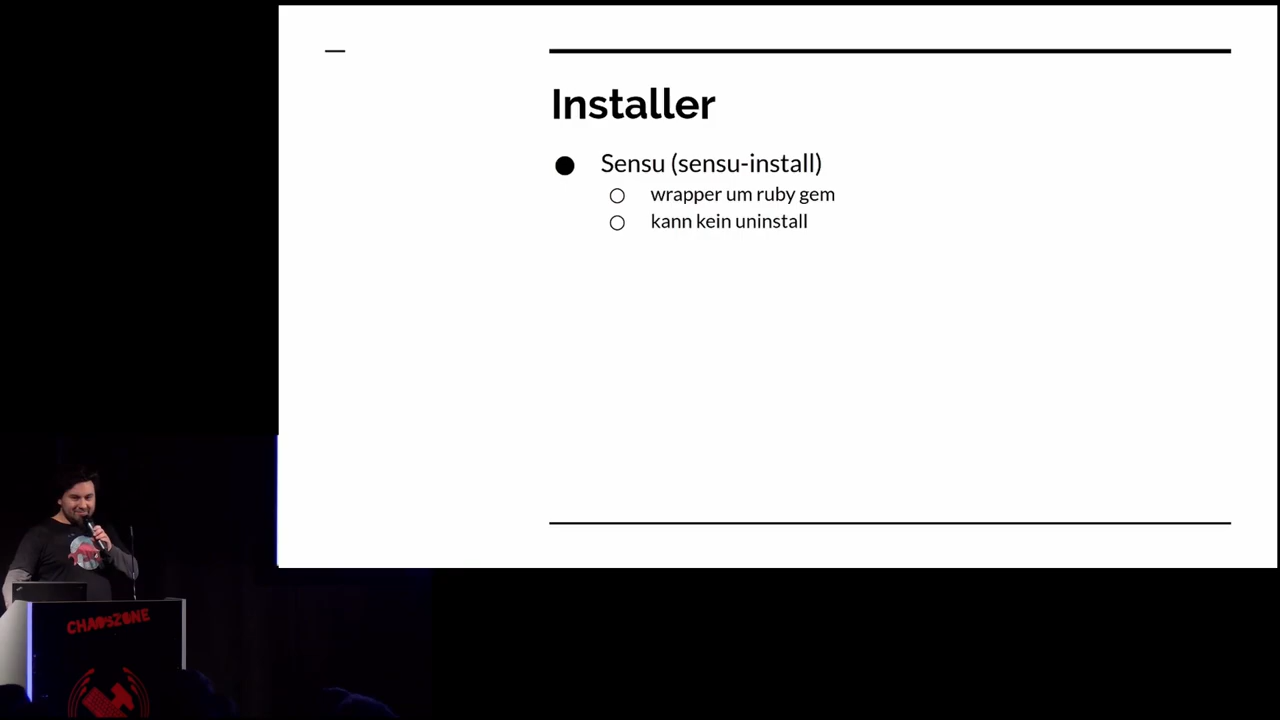 Installer
Sensu (sensu-install)
wrapper um ruby gem
kann kein uninstall
CHAOSZONE